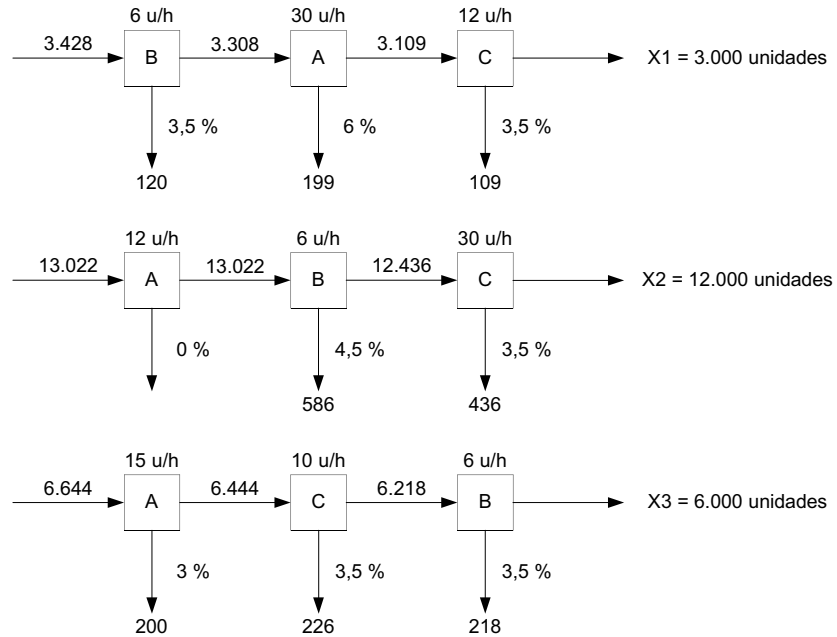 6 u/h 30 u/h 12 u/h
3.428 B 3.308 A 3.109 C X1 = 3.000 unidades
3,5 % 6 % 3,5 %
120 199 109
12 u/h 6 u/h 30 u/h
13.022 A 13.022 B 12.436 C X2 = 12.000 unidades
0 % 4,5 % 3,5 %
586 436
15 u/h 10 u/h 6 u/h
6.644 A 6.444 C 6.218 B X3 = 6.000 unidades
3 % 3,5 % 3,5 %
200 226 218